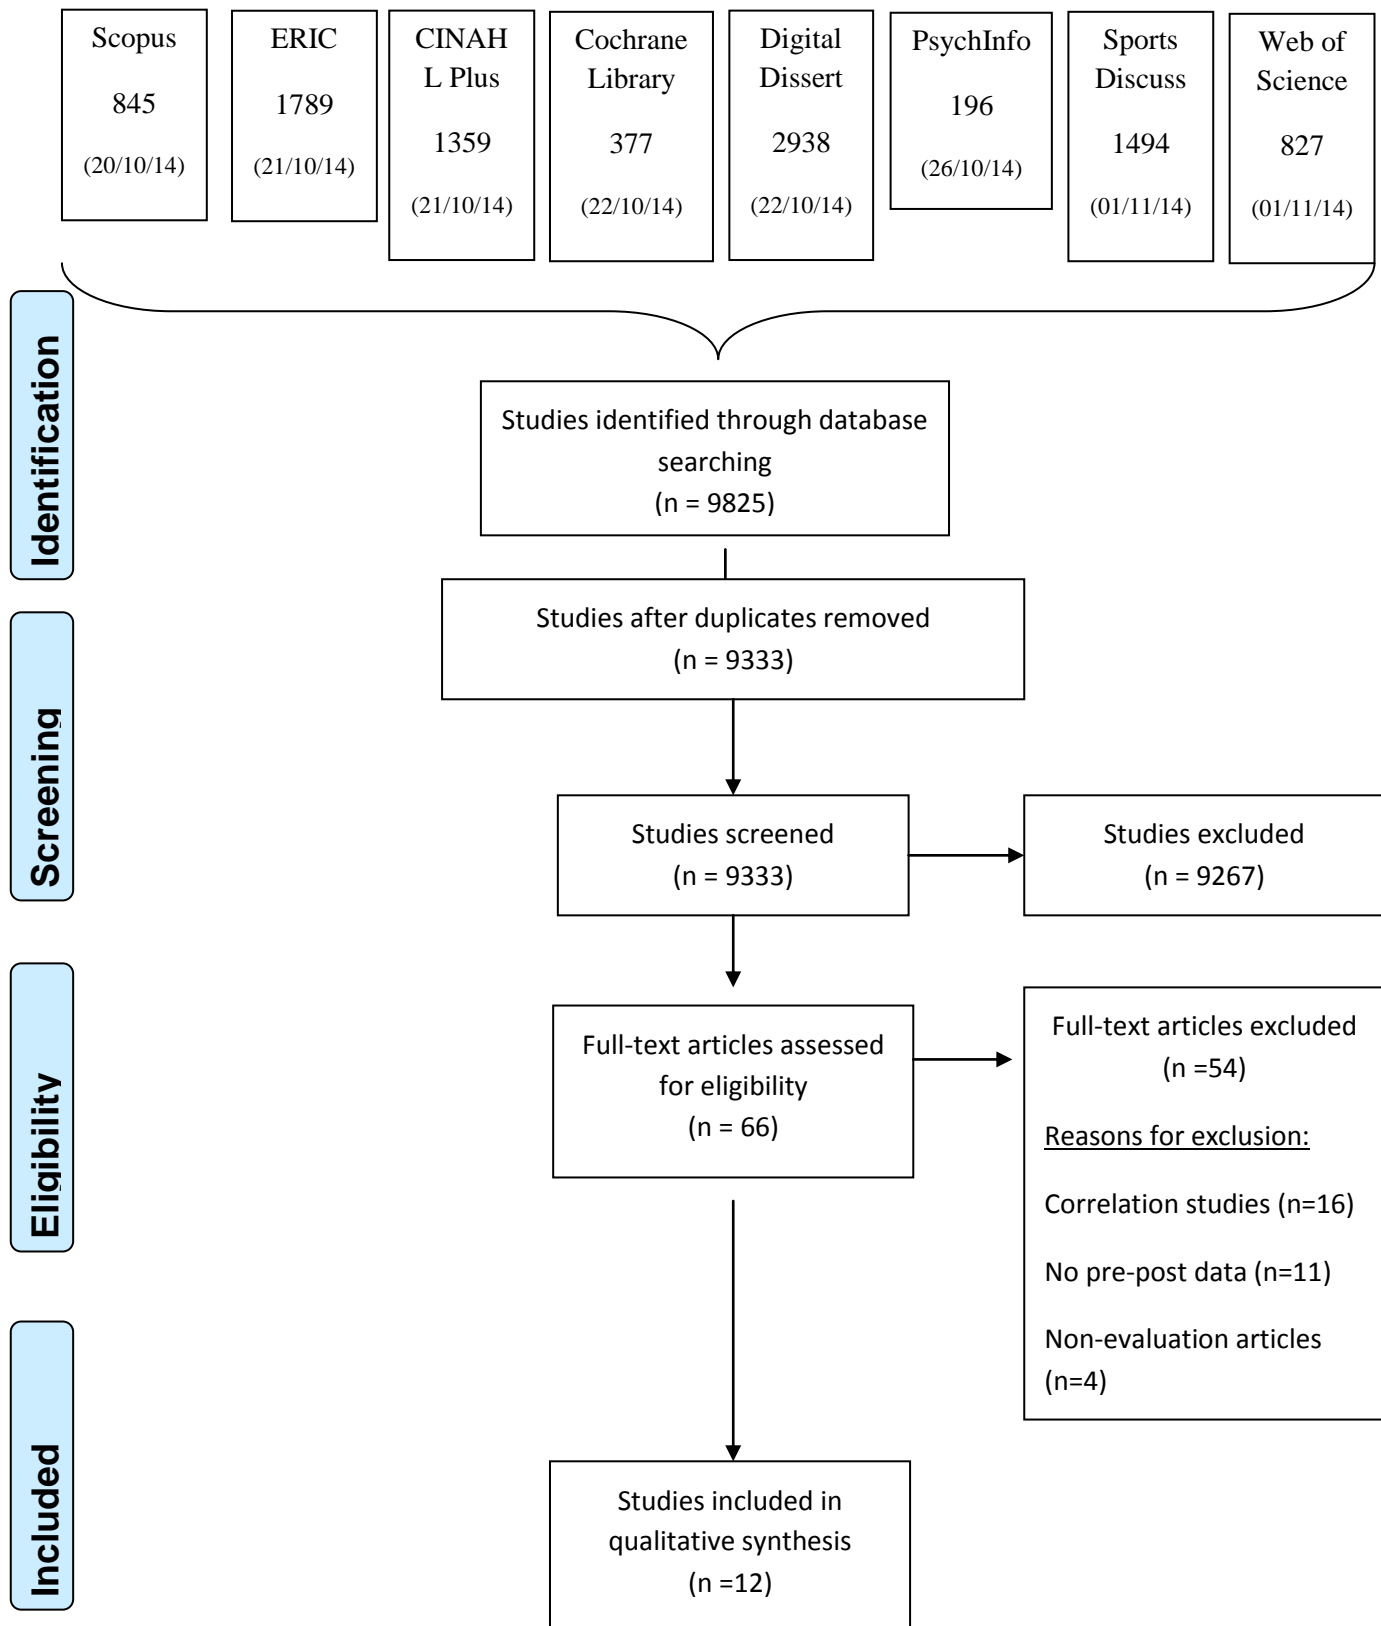 Scopus
845
(20/10/14)
ERIC
1789
(21/10/14)
CINAH
L Plus
1359
(21/10/14)
Cochrane
Library
377
(22/10/14)
Digital
Dissert
2938
(22/10/14)
PsychInfo
196
(26/10/14)
Sports
Discuss
1494
(01/11/14)
Web of
Science
827
(01/11/14)
Identification
Studies identified through database
searching
(n = 9825)
Studies after duplicates removed
(n = 9333)
Screening
Studies screened
(n = 9333)
Studies excluded
(n = 9267)
Eligibility
Full-text articles assessed
for eligibility
(n = 66)
Full-text articles excluded
(n =54)
Reasons for exclusion:
Correlation studies (n=16)
No pre-post data (n=11)
Non-evaluation articles
(n=4)
Included
Studies included in
qualitative synthesis
(n =12)